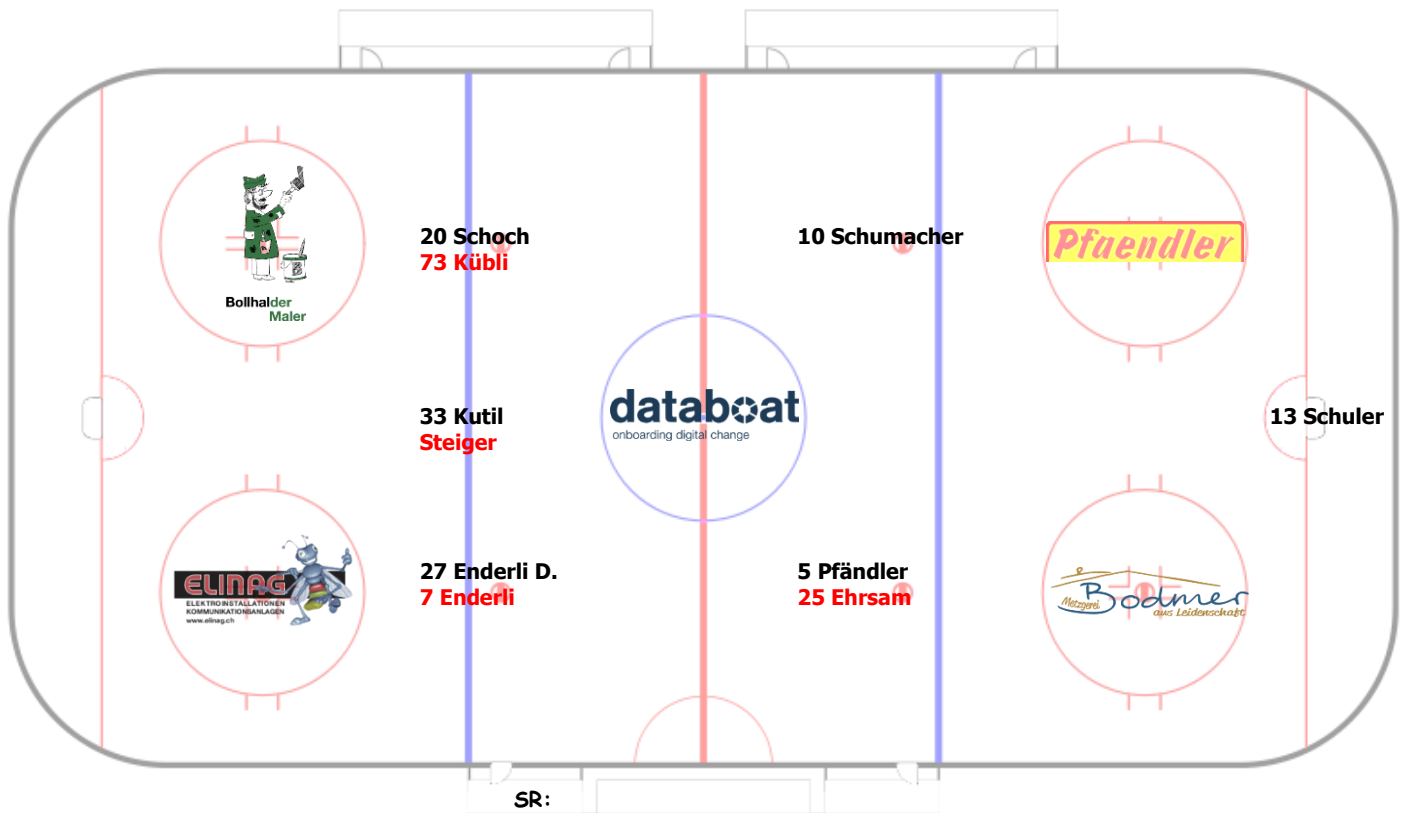 20 Schoch
73 Kübli
10 Schumacher
Pfaendler
Bollhalder
Maler
33 Kutil
Steiger
databoat
onboarding digital change
13 Schuler
27 Enderli D.
7 Enderli
5 Pfändler
25 Ehrsam
ELINAG
ELEKTROINSTALLATIONEN
KOMMUNIKATIONSANLAGEN
www.elinag.ch
Metzgerei
Bodmer
aus Leidenschaft
SR: